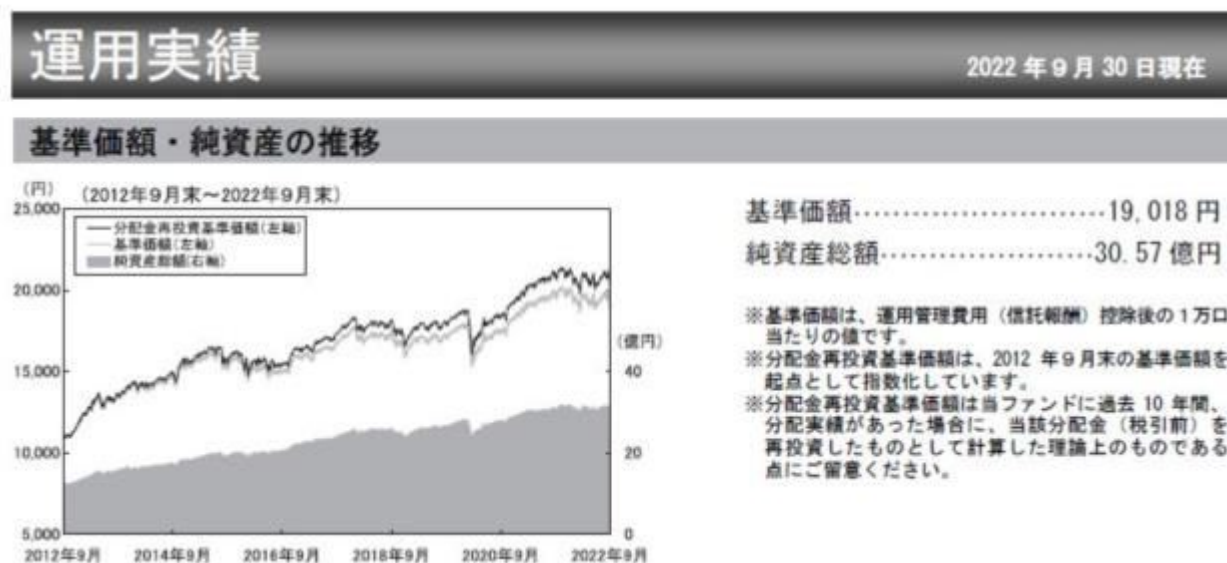 運用実績
2022年9月30日現在
基準価額・純資産の推移
(円)
(2012年9月末～2022年9月末)
25,000
20,000
15,000
10,000
5,000
分配金再投資基準価額(左軸)
基準価額(左軸)
純資産総額(右軸)
(億円)
40
20
0
2012年9月 2014年9月 2016年9月 2018年9月 2020年9月 2022年9月
基準価額‥‥‥‥‥‥‥‥‥‥‥‥19,018円
純資産総額‥‥‥‥‥‥‥‥‥‥30.57億円
※基準価額は、運用管理費用（信託報酬）控除後の1万口
当たりの値です。
※分配金再投資基準価額は、2012 年9月末の基準価額を
起点として指数化しています。
※分配金再投資基準価額は当ファンドに過去 10 年間、
分配実績があった場合に、当該分配金（税引前）を
再投資したものとして計算した理論上のものである
点にご留意ください。